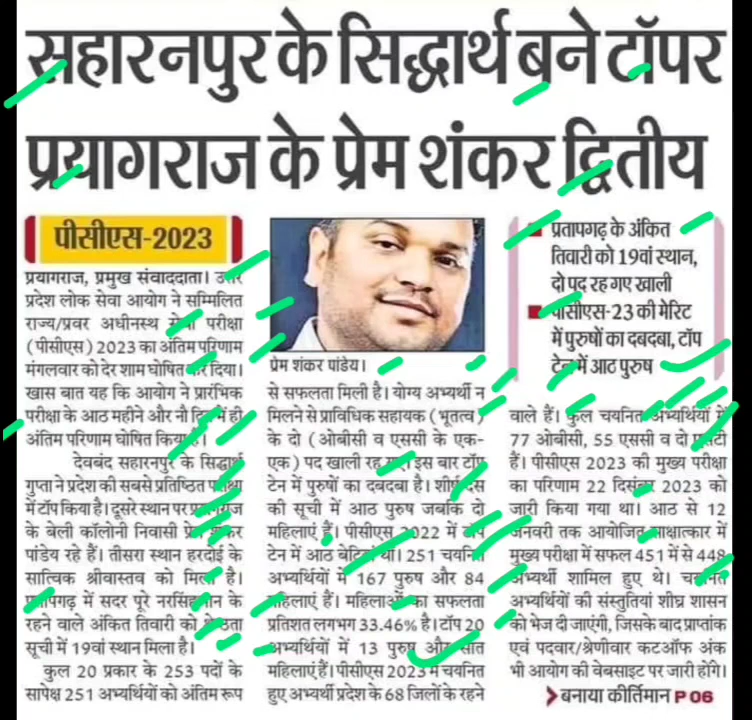 सहारनपुर के सिद्धार्थ बने टॉपर
प्रयागराज के प्रेम शंकर द्वितीय
पीसीएस-2023
प्रयागराज, प्रमुख संवाददाता। उत्तर
प्रदेश लोक सेवा आयोग ने सम्मिलित
राज्य/प्रवर अधीनस्थ सेवा परीक्षा
(पीसीएस) 2023 का अंतिम परिणाम
मंगलवार को देर शाम घोषित कर दिया।
खास बात यह कि आयोग ने प्रारंभिक
परीक्षा के आठ महीने और नौ दिन में ही
अंतिम परिणाम घोषित किया है।
देवबंद सहारनपुर के सिद्धार्थ
गुप्ता ने प्रदेश की सबसे प्रतिष्ठित परीक्षा
में टॉप किया है। दूसरे स्थान पर प्रयागराज
के बेली कॉलोनी निवासी प्रेम शंकर
पांडेय रहे हैं। तीसरा स्थान हरदोई के
सात्विक श्रीवास्तव को मिला है।
प्रतापगढ़ में सदर पूरे नरसिंहभान के
रहने वाले अंकित तिवारी को श्रेष्ठता
सूची में 19वां स्थान मिला है।
कुल 20 प्रकार के 253 पदों के
सापेक्ष 251 अभ्यर्थियों को अंतिम रूप
प्रेम शंकर पांडेय।
से सफलता मिली है। योग्य अभ्यर्थी न
मिलने से प्राविधिक सहायक (भूतत्व)
के दो (ओबीसी व एससी के एक-
एक) पद खाली रह गए। इस बार टॉप
टेन में पुरुषों का दबदबा है। शीर्ष दस
की सूची में आठ पुरुष जबकि दो
महिलाएं हैं। पीसीएस 2022 में टॉप
टेन में आठ बेटियां थीं। 251 चयनित
अभ्यर्थियों में 167 पुरुष और 84
महिलाएं हैं। महिलाओं का सफलता
प्रतिशत लगभग 33.46% है। टॉप 20
अभ्यर्थियों में 13 पुरुष और सात
महिलाएं हैं। पीसीएस 2023 में चयनित
हुए अभ्यर्थी प्रदेश के 68 जिलों के रहने
प्रतापगढ़ के अंकित
तिवारी को 19वां स्थान,
दो पद रह गए खाली
पीसीएस-23 की मेरिट
में पुरुषों का दबदबा, टॉप
टेन में आठ पुरुष
वाले हैं। कुल चयनित अभ्यर्थियों में
77 ओबीसी, 55 एससी व दो एसटी
हैं। पीसीएस 2023 की मुख्य परीक्षा
का परिणाम 22 दिसंबर 2023 को
जारी किया गया था। आठ से 12
जनवरी तक आयोजित साक्षात्कार में
मुख्य परीक्षा में सफल 451 में से 448
अभ्यर्थी शामिल हुए थे। चयनित
अभ्यर्थियों की संस्तुतियां शीघ्र शासन
को भेज दी जाएंगी, जिसके बाद प्राप्तांक
एवं पदवार/श्रेणीवार कटऑफ अंक
भी आयोग की वेबसाइट पर जारी होंगे।
बनाया कीर्तिमान P 06